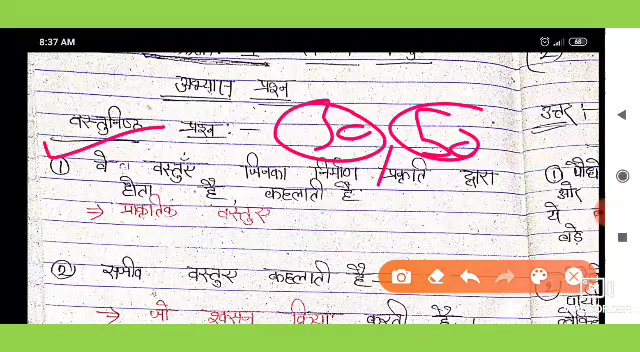 8:37 AM
68
अभ्यास प्रश्न
वस्तुनिष्ठ प्रश्न :-
① वे वस्तुएँ जिनका निर्माण प्रकृति द्वारा
होता है कहलाती है
⇒ प्राकृतिक वस्तुएँ
② सजीव वस्तुएँ कहलाती है
⇒ जो श्वसन क्रिया करती है।
उत्तर :-
① पौधे
और
ये
बड़े